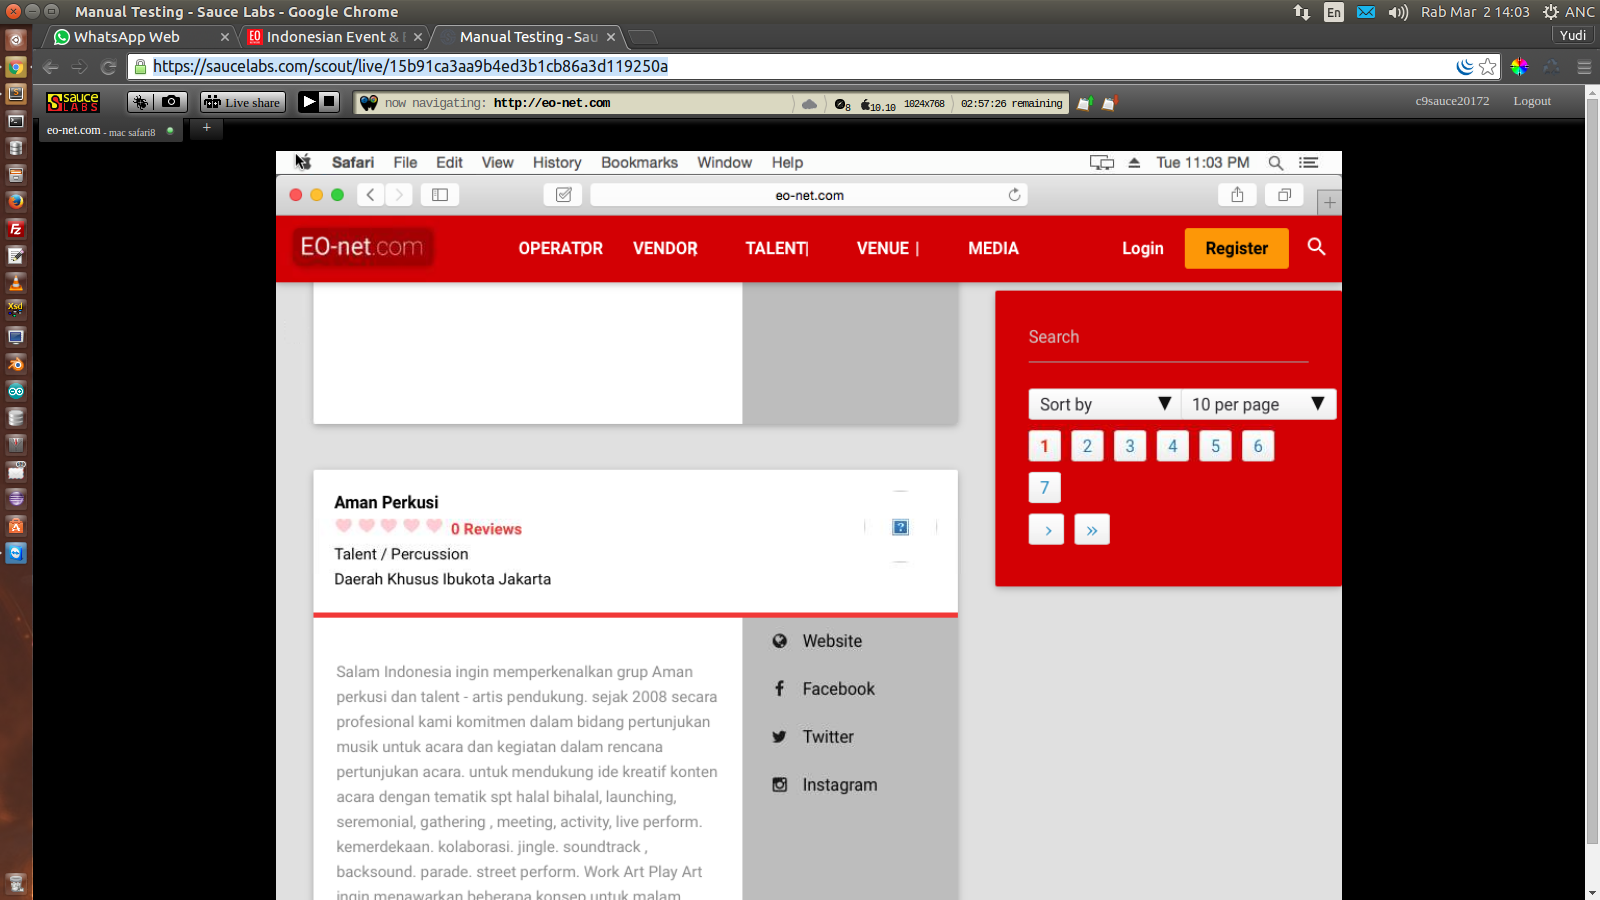 Manual Testing - Sauce Labs - Google Chrome
En
Rab Mar 2 14:03
ANC
WhatsApp Web
EO Indonesian Event & E
Manual Testing - Sau
Yudi
https://saucelabs.com/scout/live/15b91ca3aa9b4ed3b1cb86a3d119250a
sauce LABS
Live share
now navigating: http://eo-net.com
8
10.10
1024x768
02:57:26 remaining
c9sauce20172
Logout
eo-net.com - mac safari8
+
Safari File Edit View History Bookmarks Window Help
Tue 11:03 PM
eo-net.com
EO-net.com
OPERATOR | VENDOR | TALENT | VENUE | MEDIA
Login
Register
Search
Sort by
10 per page
1 2 3 4 5 6
7
› »
Aman Perkusi
0 Reviews
Talent / Percussion
Daerah Khusus Ibukota Jakarta
Salam Indonesia ingin memperkenalkan grup Aman
perkusi dan talent - artis pendukung. sejak 2008 secara
profesional kami komitmen dalam bidang pertunjukan
musik untuk acara dan kegiatan dalam rencana
pertunjukan acara. untuk mendukung ide kreatif konten
acara dengan tematik spt halal bihalal, launching,
seremonial, gathering , meeting, activity, live perform.
kemerdekaan. kolaborasi. jingle. soundtrack ,
backsound. parade. street perform. Work Art Play Art
ingin menawarkan beberapa konsep untuk malam
Website
Facebook
Twitter
Instagram